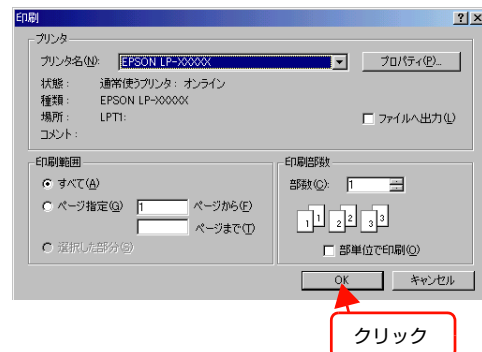 印刷
プリンタ
プリンタ名(N): EPSON LP-XXXXX プロパティ(P)...
状態： 通常使うプリンタ： オンライン
種類： EPSON LP-XXXXX
場所： LPT1: ファイルへ出力(L)
コメント：
印刷範囲
すべて(A)
ページ指定(G) 1 ページから(F)
ページまで(T)
選択した部分(S)
印刷部数
部数(C): 1
1 1 2 2 3 3
部単位で印刷(O)
OK キャンセル
クリック